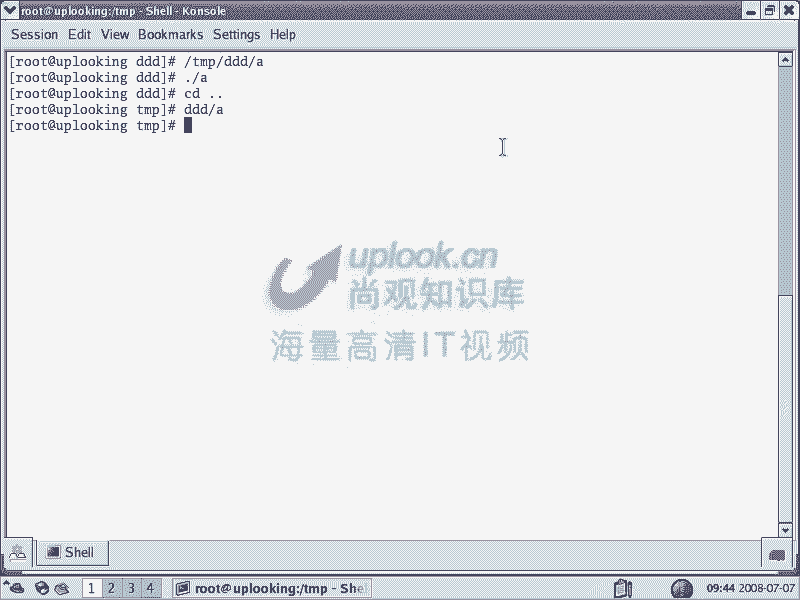 root@uplooking:/tmp - Shell - Konsole
Session Edit View Bookmarks Settings Help
[root@uplooking ddd]# /tmp/ddd/a
[root@uplooking ddd]# ./a
[root@uplooking ddd]# cd ..
[root@uplooking tmp]# ddd/a
[root@uplooking tmp]#
uplook.cn
尚观知识库
海量高清IT视频
Shell
1 2 3 4 root@uplooking:/tmp - She 09:44 2008-07-07